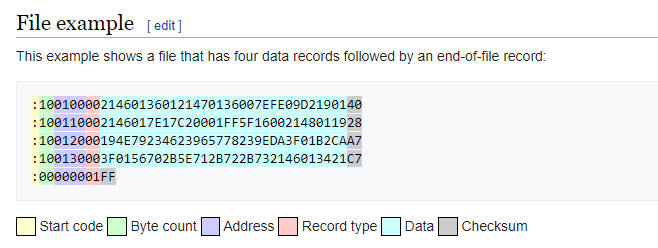 File example [ edit ]
This example shows a file that has four data records followed by an end-of-file record:
:10010000214601360121470136007EFE09D2190140
:100110002146017E17C20001FF5F16002148011928
:10012000194E79234623965778239EDA3F01B2CAA7
:100130003F0156702B5E712B722B732146013421C7
:00000001FF
Start code Byte count Address Record type Data Checksum